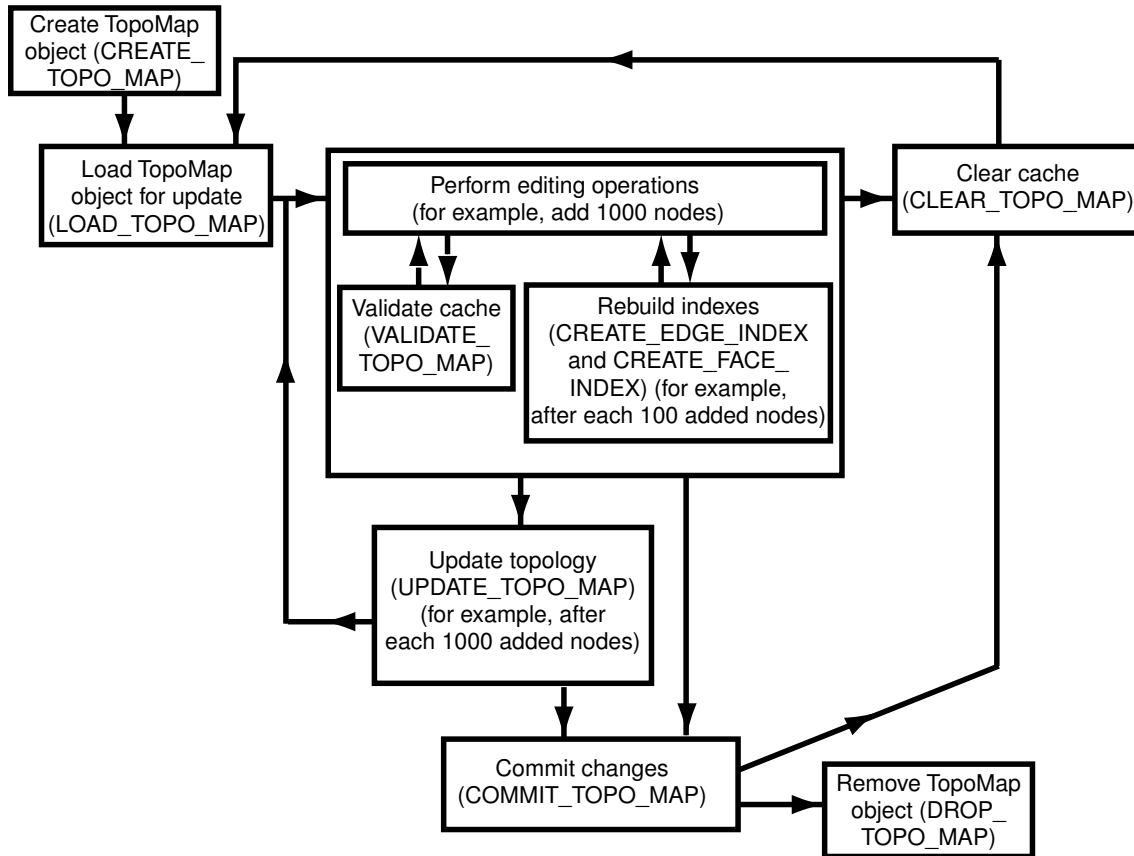 Create TopoMap
object (CREATE_
TOPO_MAP)
Load TopoMap
object for update
(LOAD_TOPO_MAP)
Perform editing operations
(for example, add 1000 nodes)
Clear cache
(CLEAR_TOPO_MAP)
Validate cache
(VALIDATE_
TOPO_MAP)
Rebuild indexes
(CREATE_EDGE_INDEX
and CREATE_FACE_
INDEX) (for example,
after each 100 added nodes)
Update topology
(UPDATE_TOPO_MAP)
(for example, after
each 1000 added nodes)
Commit changes
(COMMIT_TOPO_MAP)
Remove TopoMap
object (DROP_
TOPO_MAP)